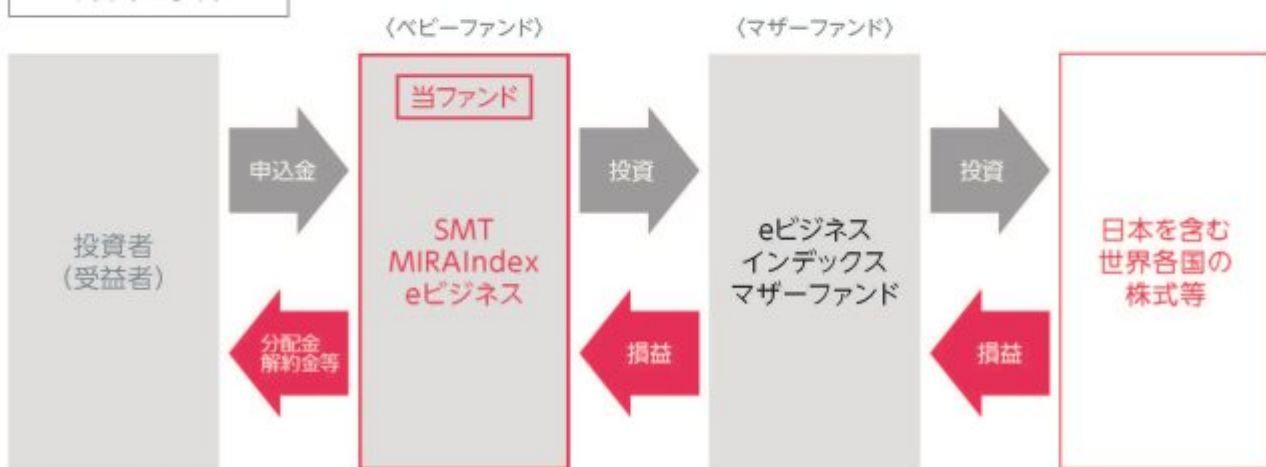 〈ベビーファンド〉
〈マザーファンド〉
投資者
(受益者)
申込金
分配金
解約金等
当ファンド
SMT
MIRAIndex
eビジネス
投資
損益
eビジネス
インデックス
マザーファンド
投資
損益
日本を含む
世界各国の
株式等